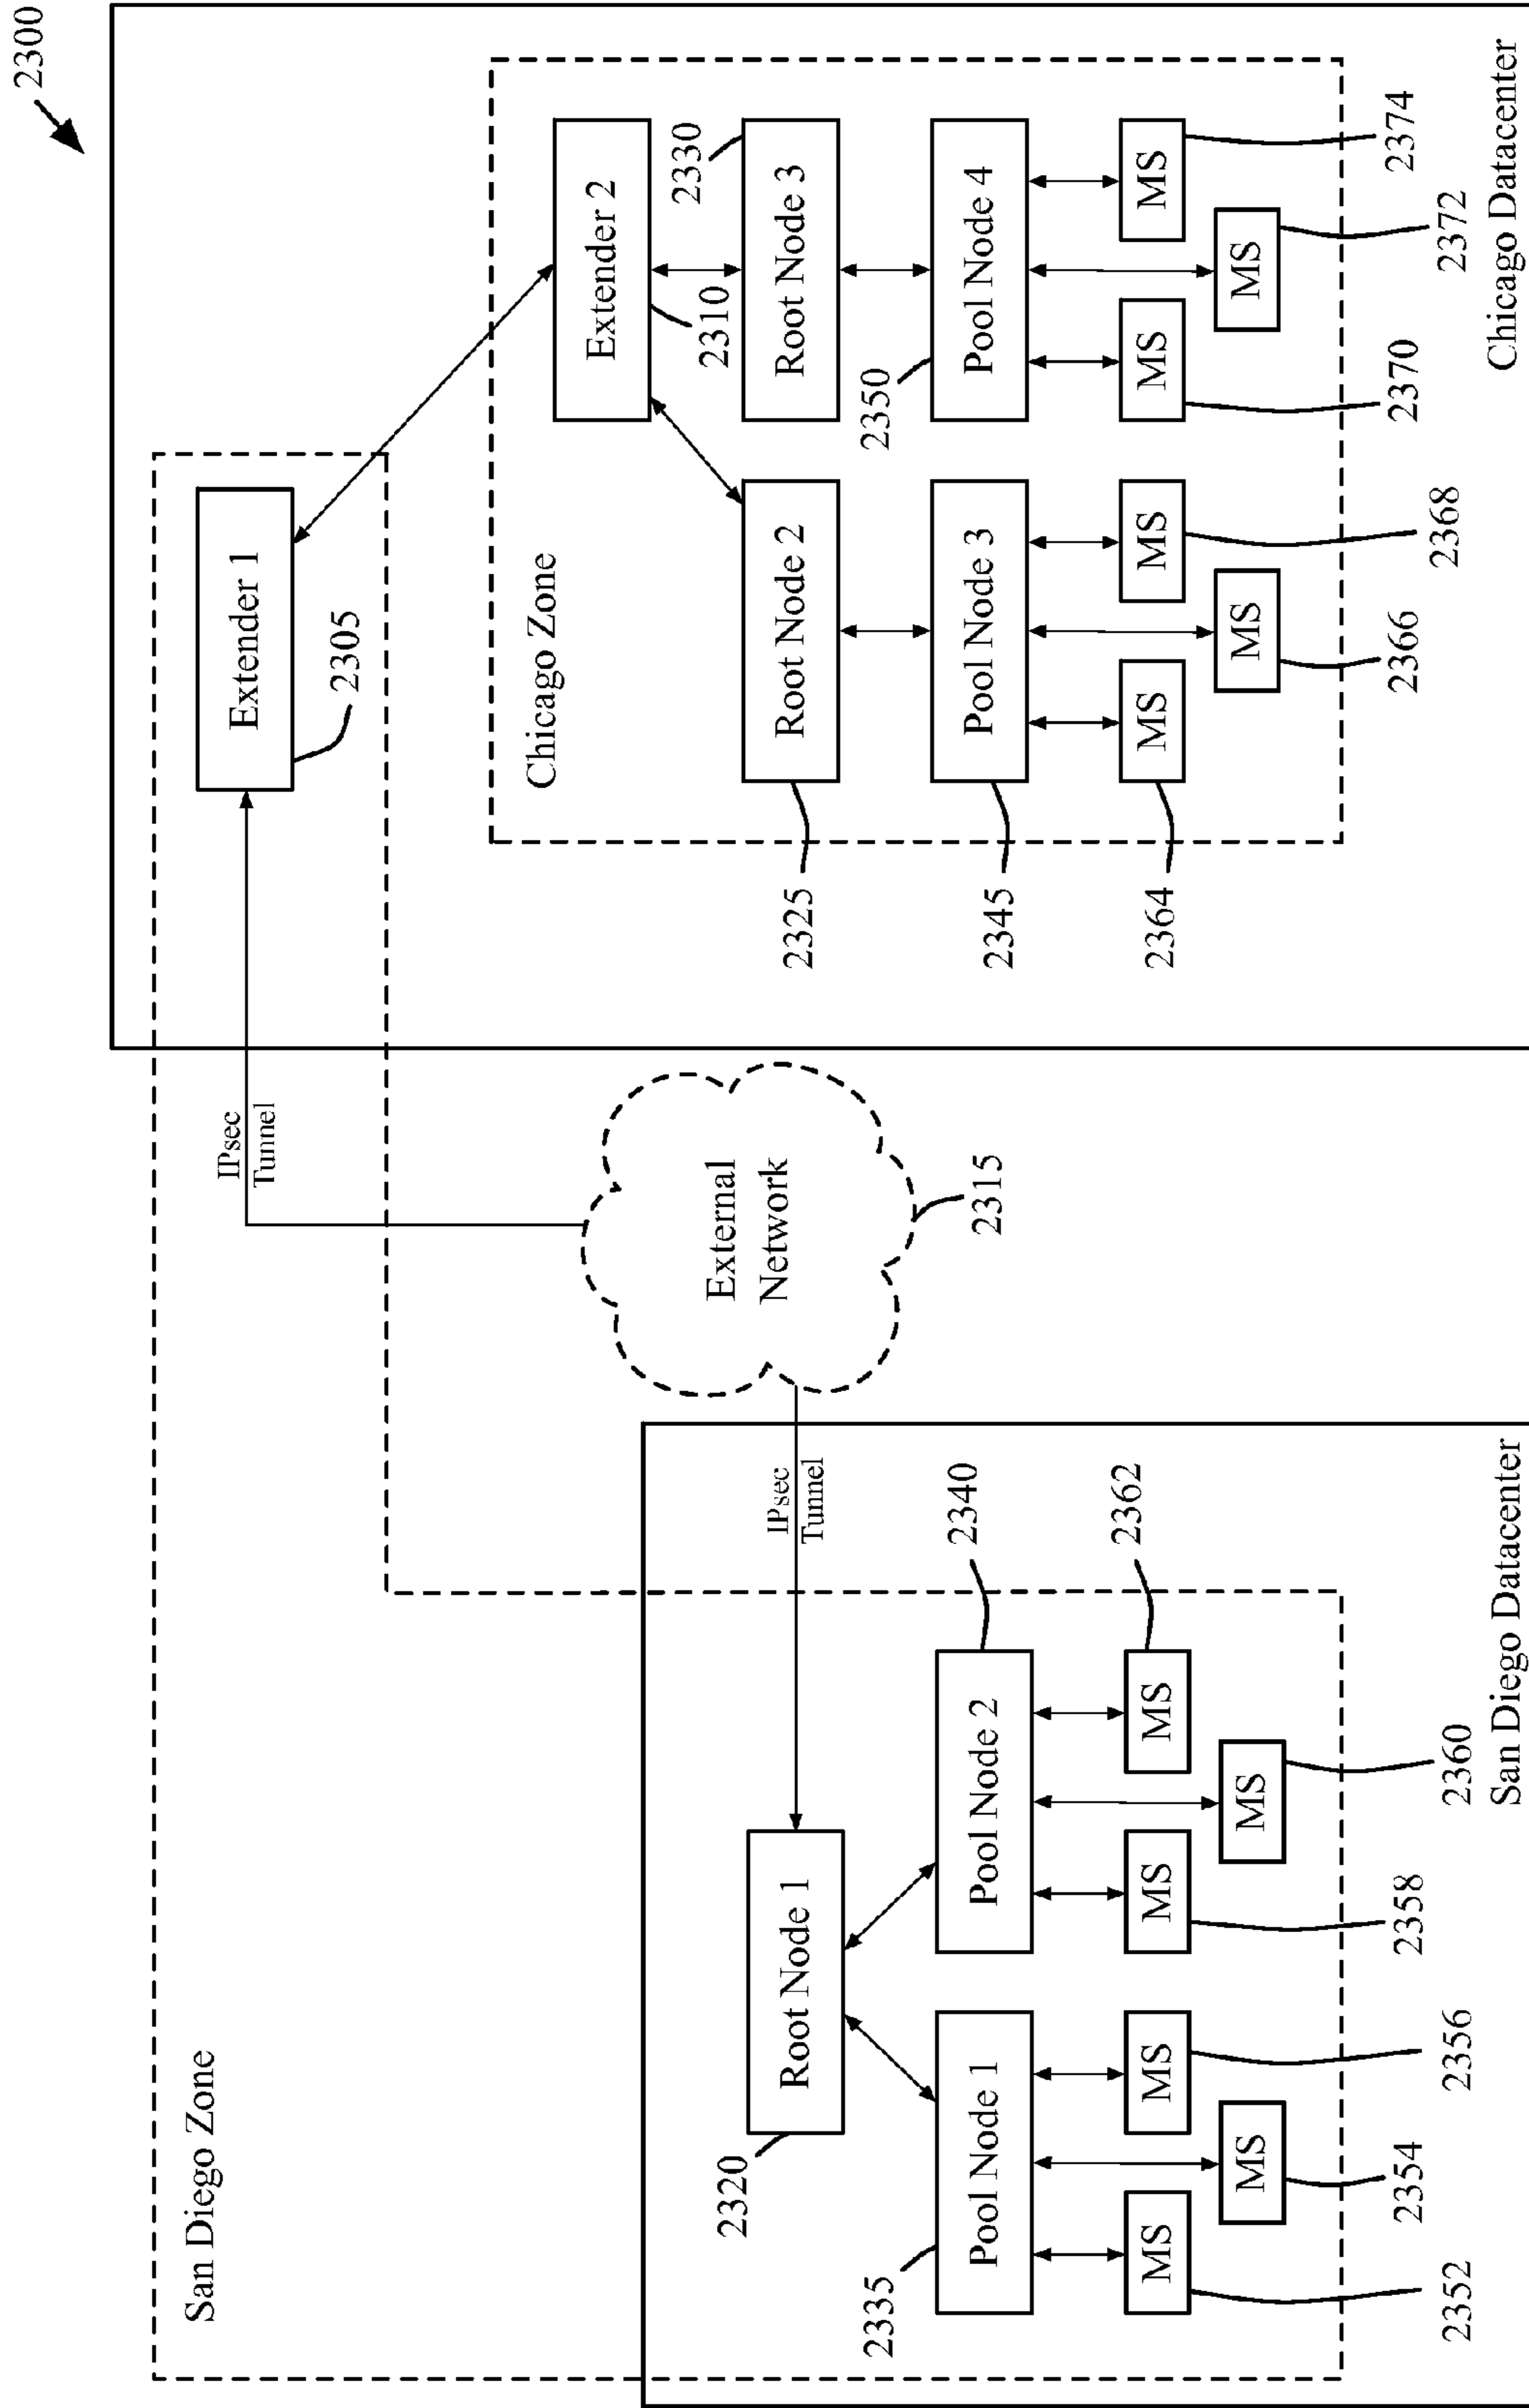 2300
San Diego Zone
IPsec
Tunnel
Extender 1
2305
Extender 2
2310
Chicago Zone
External
Network
2315
IPsec
Tunnel
Root Node 1
2320
Root Node 2
2325
Root Node 3
2330
Pool Node 1
2335
Pool Node 2
2340
Pool Node 3
2345
Pool Node 4
2350
MS
MS
MS
MS
MS
MS
MS
MS
MS
MS
MS
MS
2352
2354
2356
2358
2360
2362
2364
2366
2368
2370
2372
2374
San Diego Datacenter
Chicago Datacenter